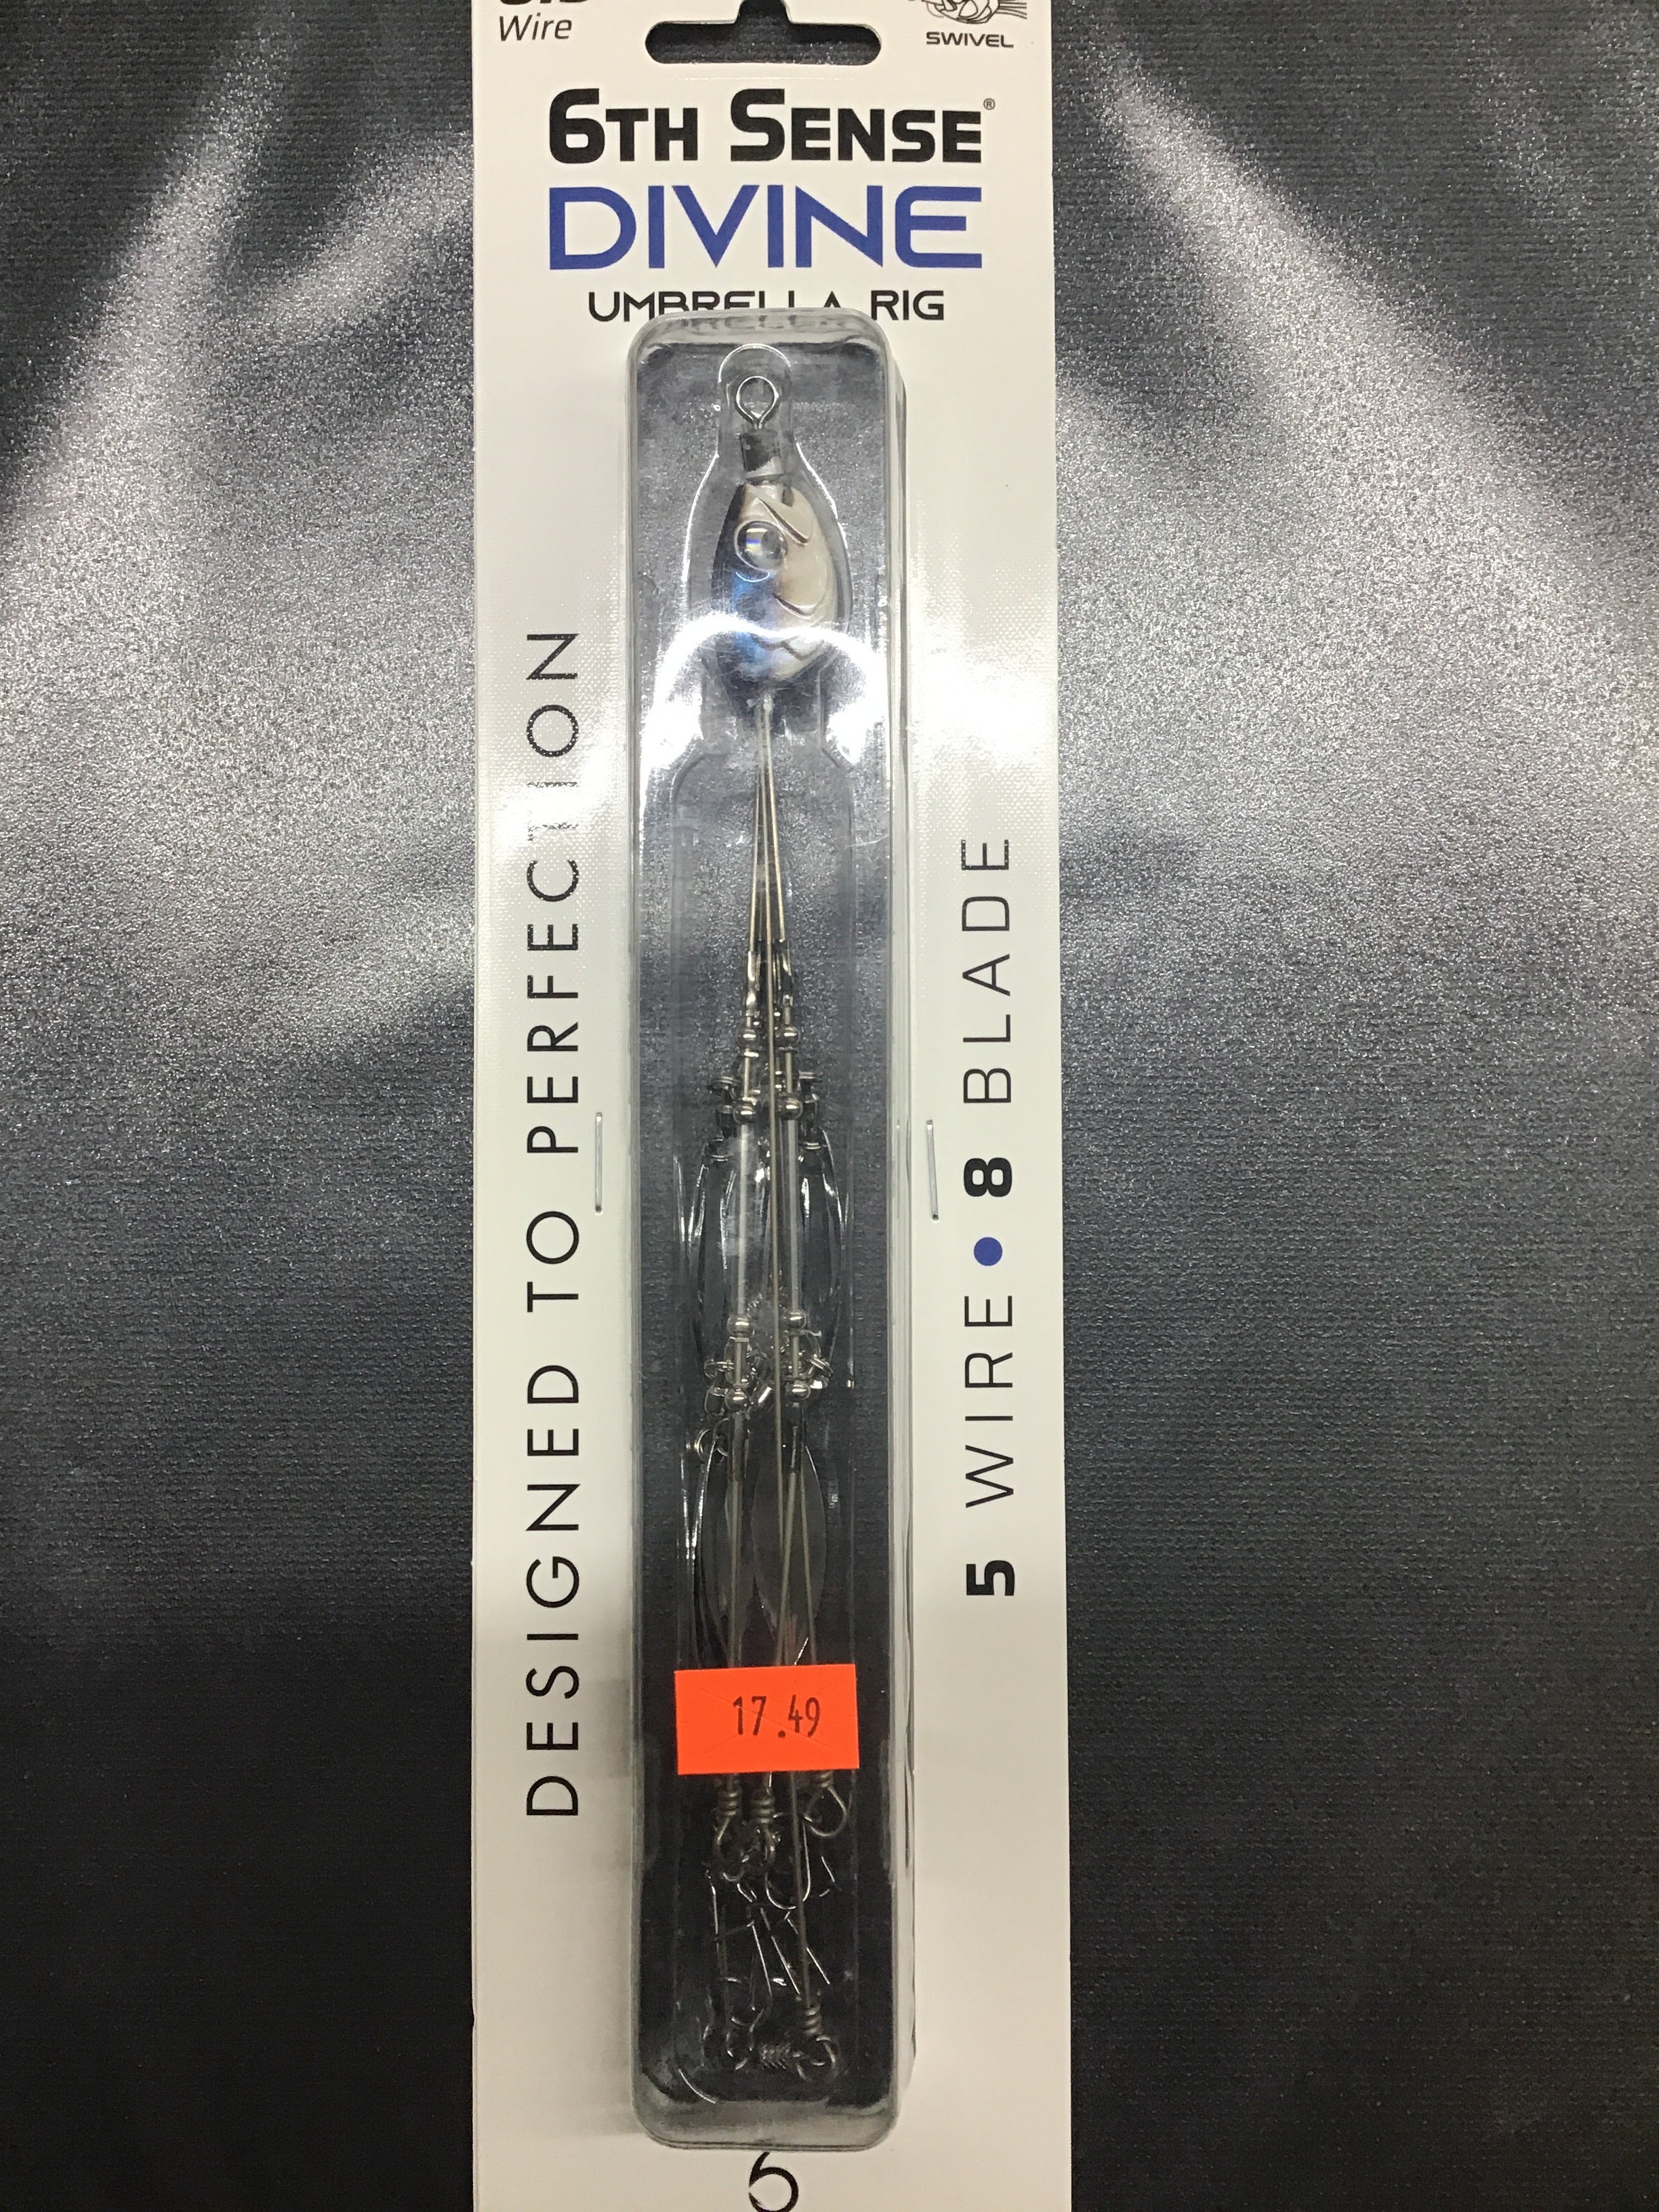 Wire
SWIVEL
6TH SENSE®
DIVINE
UMBRELLA RIG
DESIGNED TO PERFECTION
5 WIRE • 8 BLADE
17.49
6